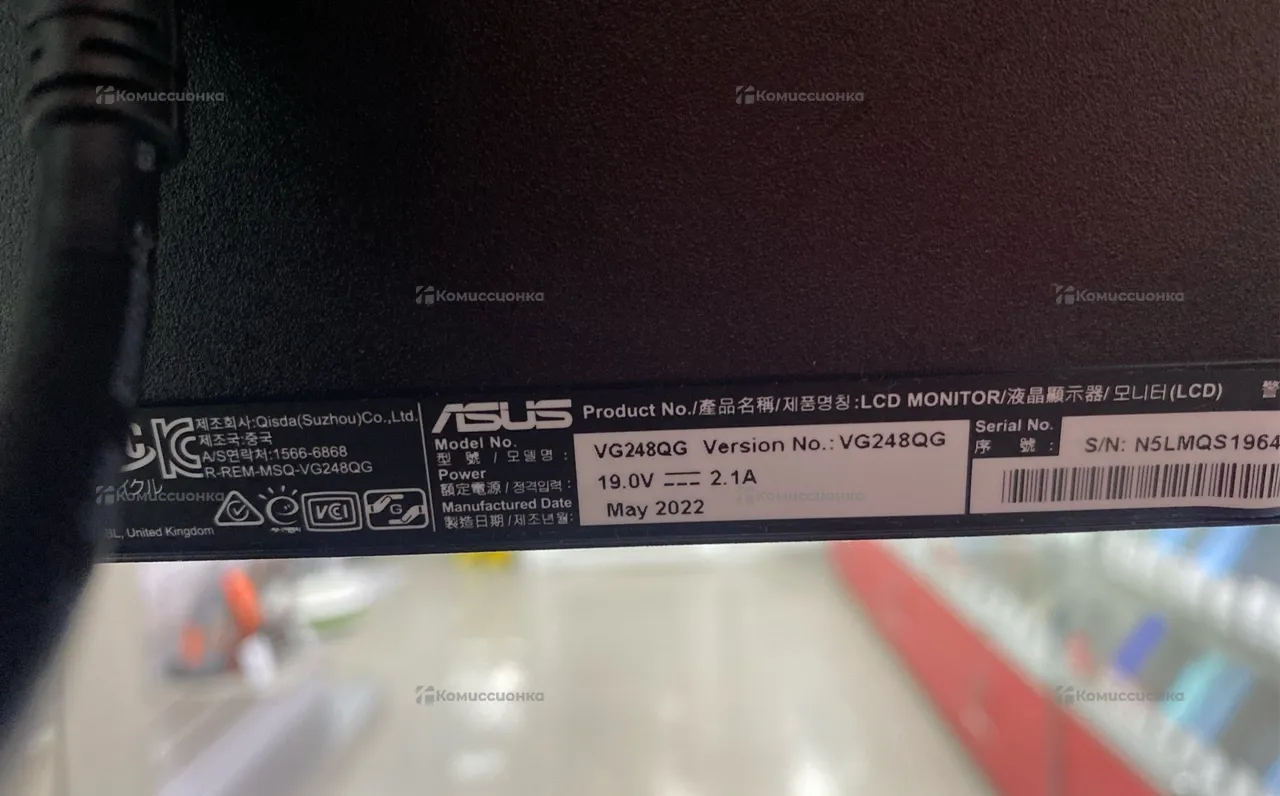 Комиссионка
Комиссионка
Комиссионка
Комиссионка
제조회사:Qisda(Suzhou)Co.,Ltd.
제조국:중국
A/S연락처:1566-6868
R-REM-MSQ-VG248QG
イクル
Комиссионка
VCCI
G
BL, United Kingdom
ASUS
Product No./產品名稱/제품명칭:LCD MONITOR/液晶顯示器/모니터(LCD)
警
Model No.
型 號 / 모델명 :
VG248QG Version No.: VG248QG
Power
額定電源/정격입력 :
19.0V 2.1A
Комиссионка
Manufactured Date
製造日期/제조년월:
May 2022
Serial No.
序 號 :
S/N: N5LMQS1964
Комиссионка
Комиссионка